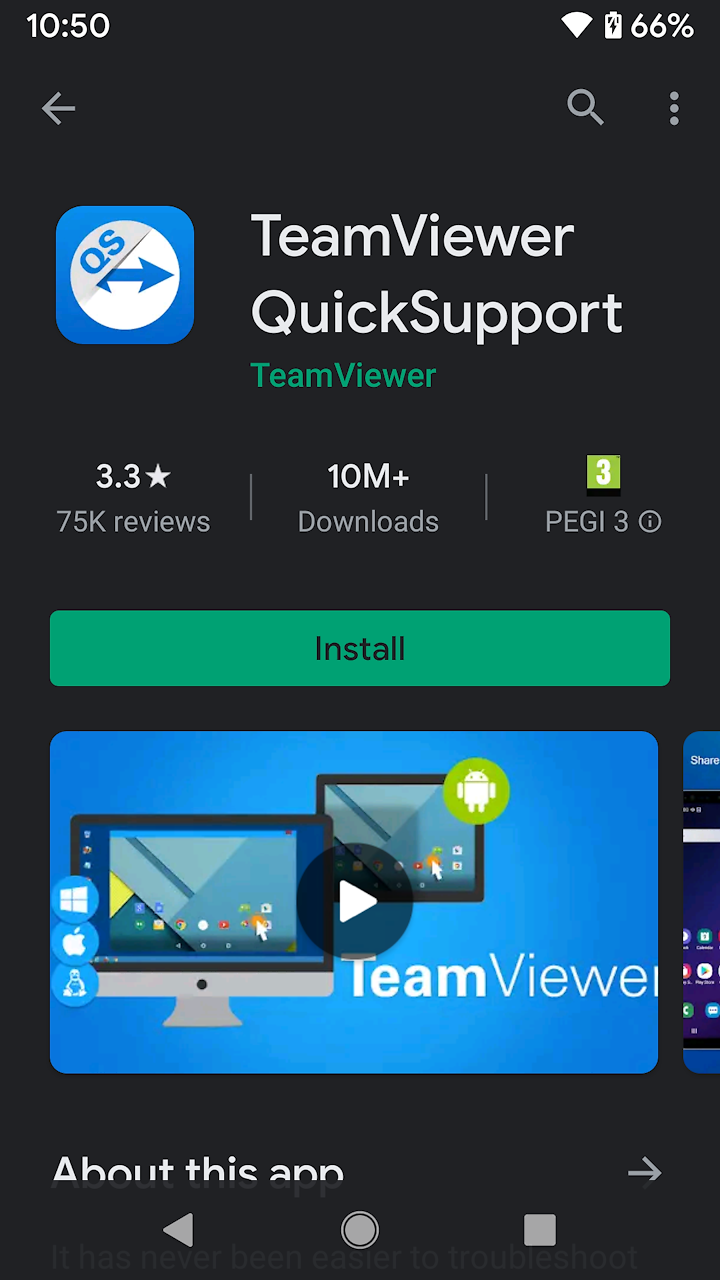 10:50
66%
QS
TeamViewer
QuickSupport
TeamViewer
3.3★
10M+
3
75K reviews
Downloads
PEGI 3
Install
Share
TeamViewer
About this app
It has never been easier to troubleshoot